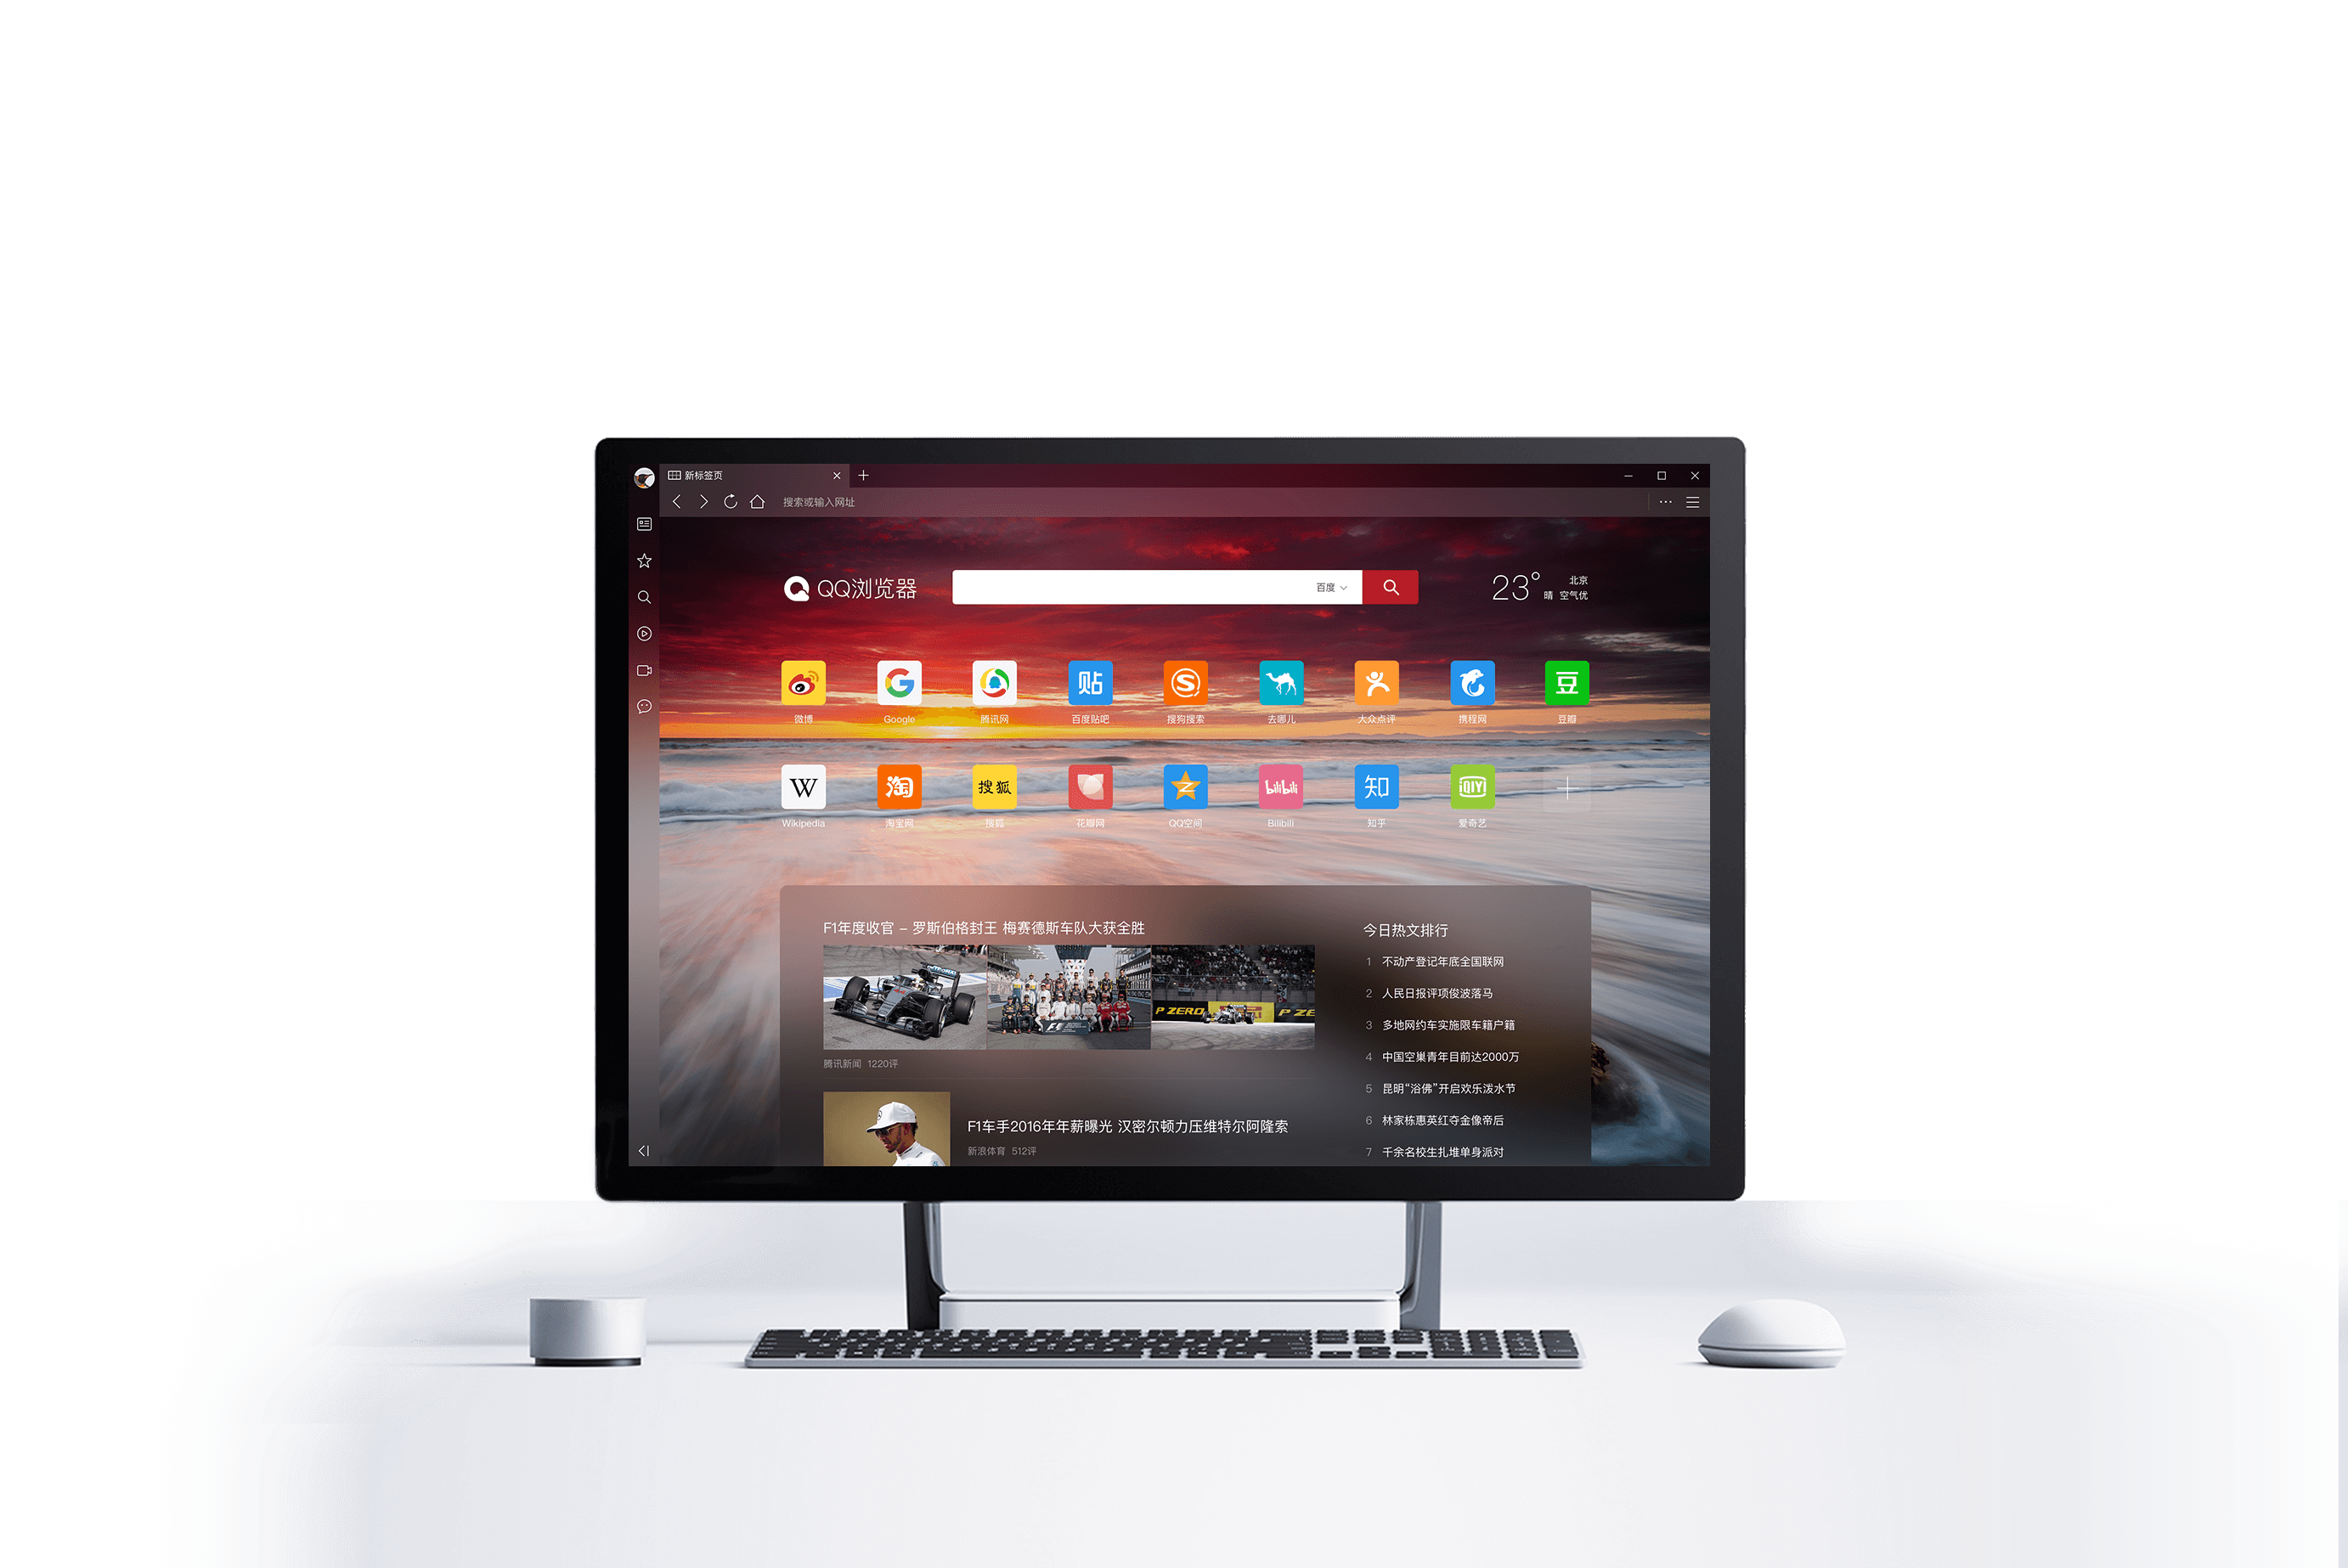 新标签页
搜索或输入网址
QQ浏览器
百度
23°
北京
晴 空气优
微博
Google
腾讯网
贴
百度贴吧
搜狗搜索
去哪儿
大众点评
携程网
豆
豆瓣
W
Wikipedia
淘
淘宝网
搜狐
搜狐
花瓣网
QQ空间
bilibili
Bilibili
知
知乎
iQIYI
爱奇艺
F1年度收官 – 罗斯伯格封王 梅赛德斯车队大获全胜
P ZERO
P ZE
腾讯新闻 1220评
F1车手2016年年薪曝光 汉密尔顿力压维特尔阿隆索
新浪体育 512评
今日热文排行
1 不动产登记年底全国联网
2 人民日报评项俊波落马
3 多地网约车实施限车籍户籍
4 中国空巢青年目前达2000万
5 昆明“浴佛”开启欢乐泼水节
6 林家栋惠英红夺金像帝后
7 千余名校生扎堆单身派对